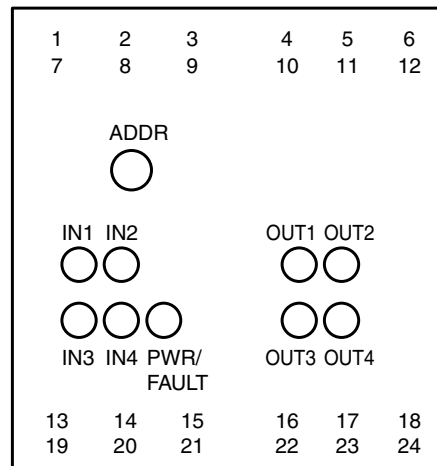 1 2 3 4 5 6
7 8 9 10 11 12
ADDR
IN1 IN2 OUT1 OUT2
IN3 IN4 PWR/ FAULT OUT3 OUT4
13 14 15 16 17 18
19 20 21 22 23 24